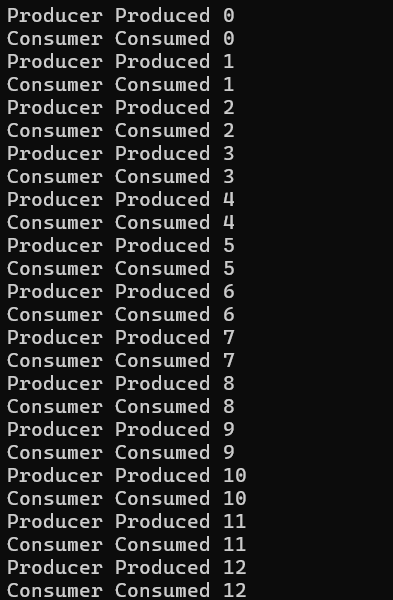 Producer Produced 0
Consumer Consumed 0
Producer Produced 1
Consumer Consumed 1
Producer Produced 2
Consumer Consumed 2
Producer Produced 3
Consumer Consumed 3
Producer Produced 4
Consumer Consumed 4
Producer Produced 5
Consumer Consumed 5
Producer Produced 6
Consumer Consumed 6
Producer Produced 7
Consumer Consumed 7
Producer Produced 8
Consumer Consumed 8
Producer Produced 9
Consumer Consumed 9
Producer Produced 10
Consumer Consumed 10
Producer Produced 11
Consumer Consumed 11
Producer Produced 12
Consumer Consumed 12